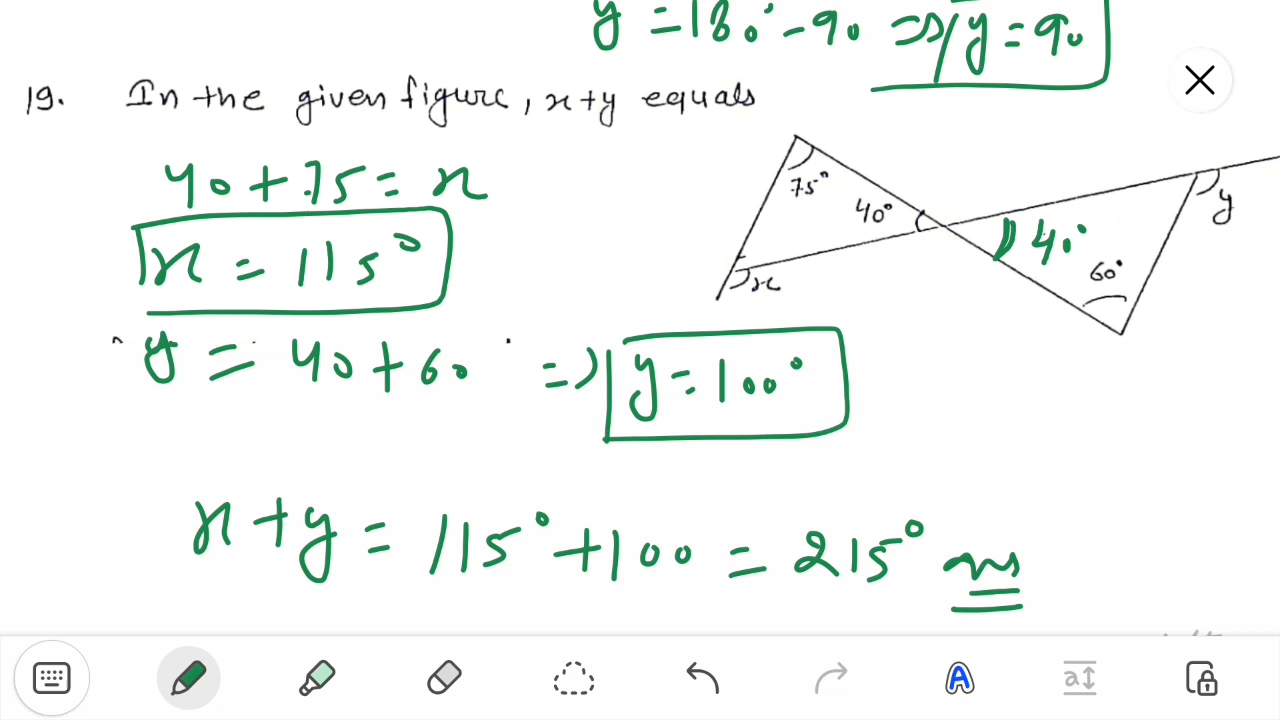 y = 180° - 90 => y = 90
19. In the given figure, x+y equals
75°
40 + 75 = x
40°
y
40°
x = 115°
60°
x
y = 40 + 60 => y = 100°
x + y = 115° + 100 = 215° ans
A
a